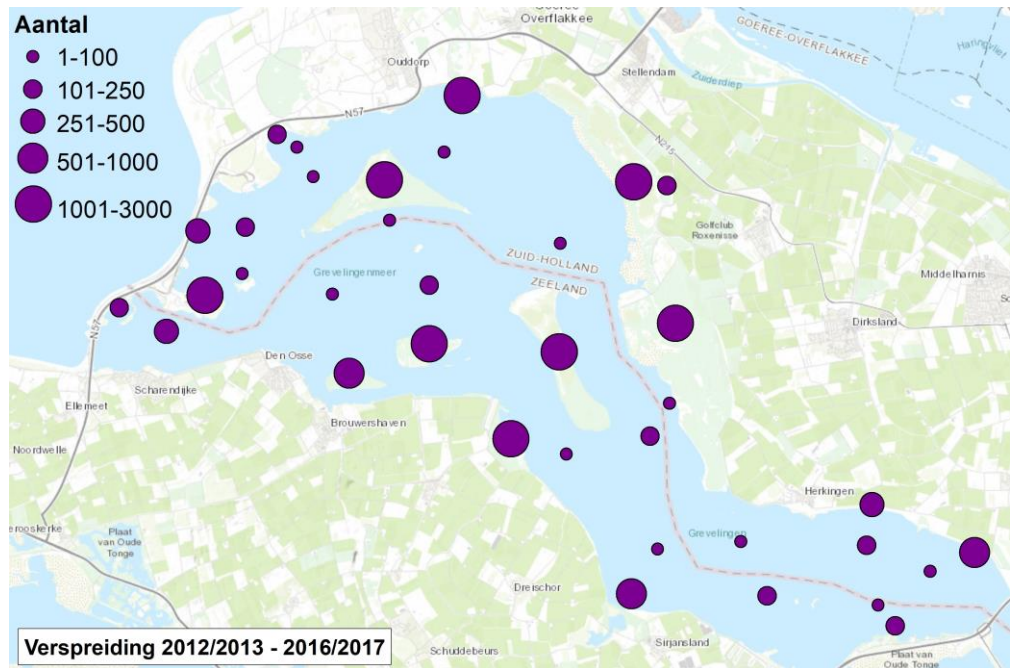 Aantal
1-100
101-250
251-500
501-1000
1001-3000
Goeree
Overflakkee
Ouddorp
GOEREE-OVERFLAKKEE
Haringvliet
Stellendam
Zuiderdiep
N57
N215
Golfclub
Roxenisse
ZUID-HOLLAND
ZEELAND
Grevelingenmeer
Middelharnis
Dirksland
N57
Den Osse
Scharendijke
Ellemeet
Brouwershaven
Noordwelle
Herkingen
Plaat
van Oude
Tonge
Grevelingen
Dreischor
Sirjansland
Schuddebeurs
Plaat van
Oude Tonge
Verspreiding 2012/2013 - 2016/2017